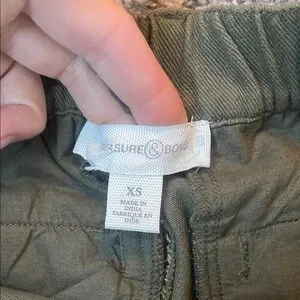 EASURE & BOND
XS
MADE IN
INDIA
FABRIQUE EN
INDE